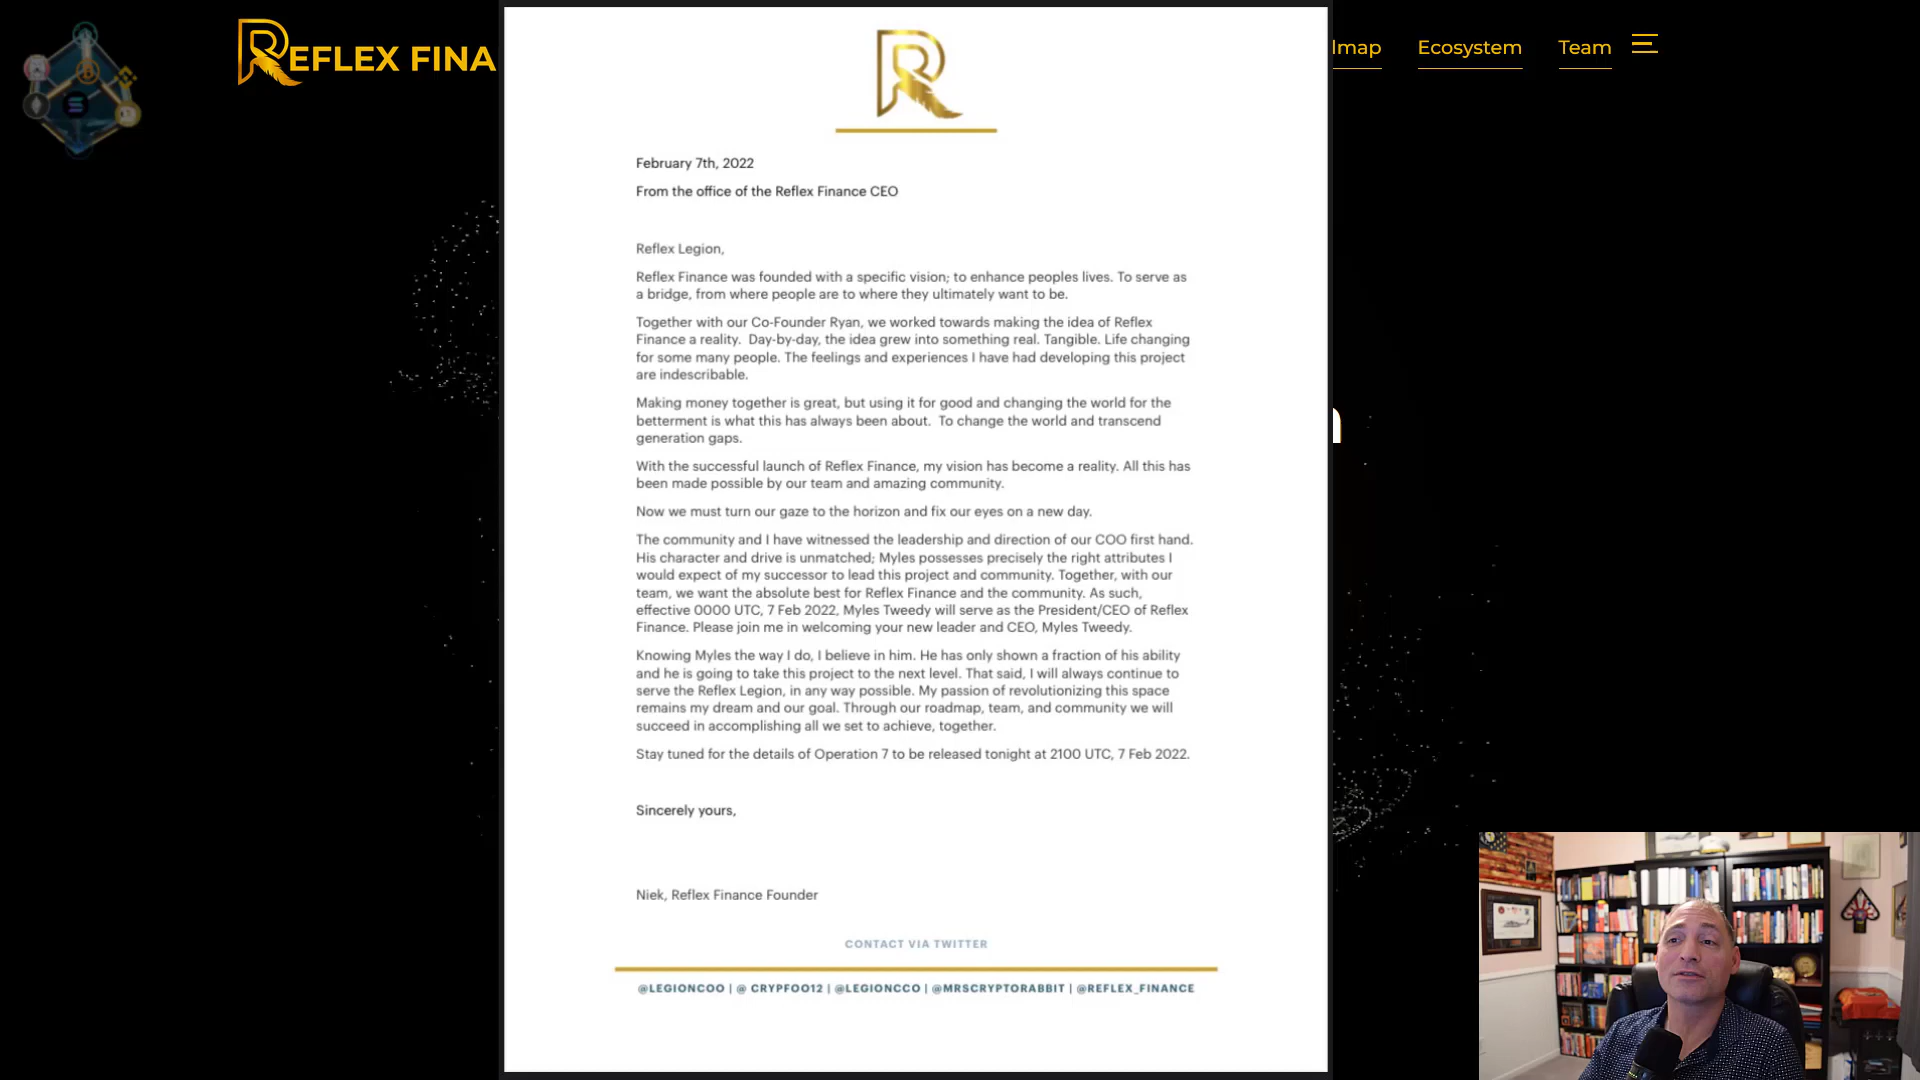 REFLEX FINA
lmap
Ecosystem
Team
R
February 7th, 2022
From the office of the Reflex Finance CEO
Reflex Legion,
Reflex Finance was founded with a specific vision; to enhance peoples lives. To serve as
a bridge, from where people are to where they ultimately want to be.
Together with our Co-Founder Ryan, we worked towards making the idea of Reflex
Finance a reality.  Day-by-day, the idea grew into something real. Tangible. Life changing
for some many people. The feelings and experiences I have had developing this project
are indescribable.
Making money together is great, but using it for good and changing the world for the
betterment is what this has always been about.  To change the world and transcend
generation gaps.
With the successful launch of Reflex Finance, my vision has become a reality. All this has
been made possible by our team and amazing community.
Now we must turn our gaze to the horizon and fix our eyes on a new day.
The community and I have witnessed the leadership and direction of our COO first hand.
His character and drive is unmatched; Myles possesses precisely the right attributes I
would expect of my successor to lead this project and community. Together, with our
team, we want the absolute best for Reflex Finance and the community. As such,
effective 0000 UTC, 7 Feb 2022, Myles Tweedy will serve as the President/CEO of Reflex
Finance. Please join me in welcoming your new leader and CEO, Myles Tweedy.
Knowing Myles the way I do, I believe in him. He has only shown a fraction of his ability
and he is going to take this project to the next level. That said, I will always continue to
serve the Reflex Legion, in any way possible. My passion of revolutionizing this space
remains my dream and our goal. Through our roadmap, team, and community we will
succeed in accomplishing all we set to achieve, together.
Stay tuned for the details of Operation 7 to be released tonight at 2100 UTC, 7 Feb 2022.
Sincerely yours,
Niek, Reflex Finance Founder
CONTACT VIA TWITTER
@LEGIONCOO | @ CRYPFOO12 | @LEGIONCCO | @MRSCRYPTORABBIT | @REFLEX_FINANCE